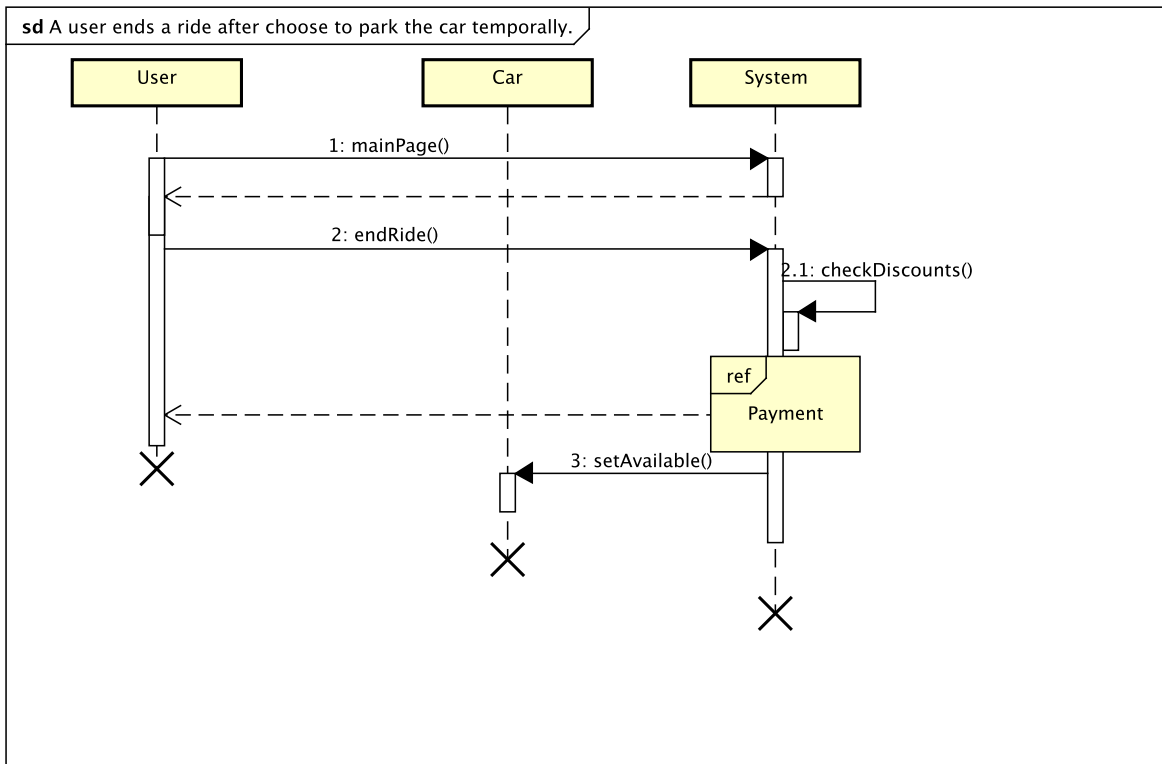 sd A user ends a ride after choose to park the car temporally.
User
Car
System
1: mainPage()
2: endRide()
2.1: checkDiscounts()
ref
Payment
3: setAvailable()